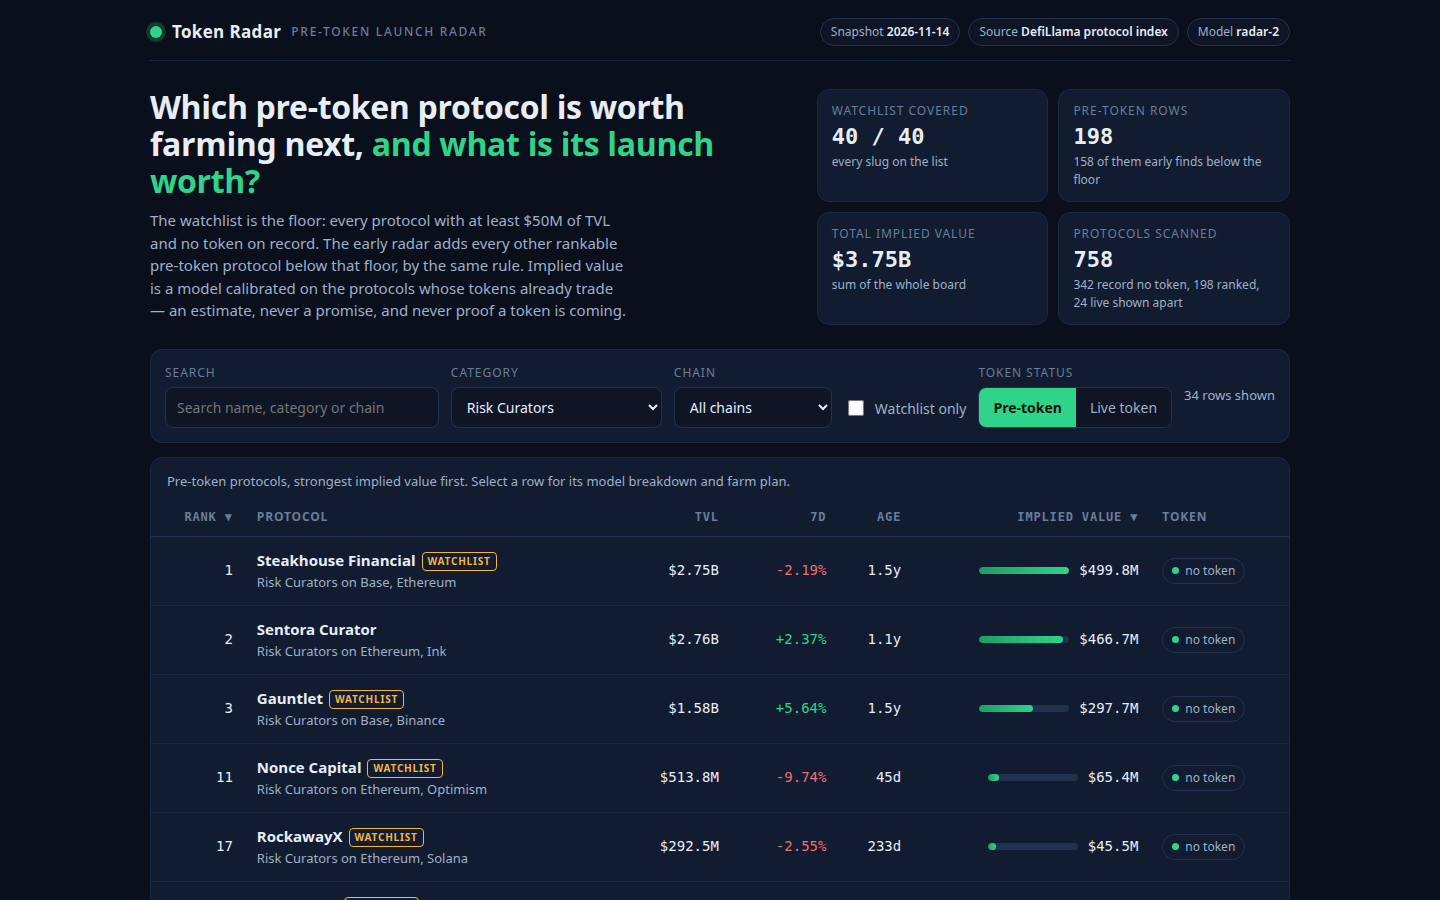 Token Radar PRE-TOKEN LAUNCH RADAR
Snapshot 2026-11-14
Source DefiLlama protocol index
Model radar-2
Which pre-token protocol is worth
farming next, and what is its launch
worth?
The watchlist is the floor: every protocol with at least $50M of TVL
and no token on record. The early radar adds every other rankable
pre-token protocol below that floor, by the same rule. Implied value
is a model calibrated on the protocols whose tokens already trade
— an estimate, never a promise, and never proof a token is coming.
WATCHLIST COVERED
40 / 40
every slug on the list
PRE-TOKEN ROWS
198
158 of them early finds below the
floor
TOTAL IMPLIED VALUE
$3.75B
sum of the whole board
PROTOCOLS SCANNED
758
342 record no token, 198 ranked,
24 live shown apart
SEARCH
Search name, category or chain
CATEGORY
Risk Curators
CHAIN
All chains
Watchlist only
TOKEN STATUS
Pre-token Live token
34 rows shown
Pre-token protocols, strongest implied value first. Select a row for its model breakdown and farm plan.
RANK ▼ PROTOCOL TVL 7D AGE IMPLIED VALUE ▼ TOKEN
1 Steakhouse Financial WATCHLIST $2.75B -2.19% 1.5y $499.8M no token
Risk Curators on Base, Ethereum
2 Sentora Curator $2.76B +2.37% 1.1y $466.7M no token
Risk Curators on Ethereum, Ink
3 Gauntlet WATCHLIST $1.58B +5.64% 1.5y $297.7M no token
Risk Curators on Base, Binance
11 Nonce Capital WATCHLIST $513.8M -9.74% 45d $65.4M no token
Risk Curators on Ethereum, Optimism
17 RockawayX WATCHLIST $292.5M -2.55% 233d $45.5M no token
Risk Curators on Ethereum, Solana